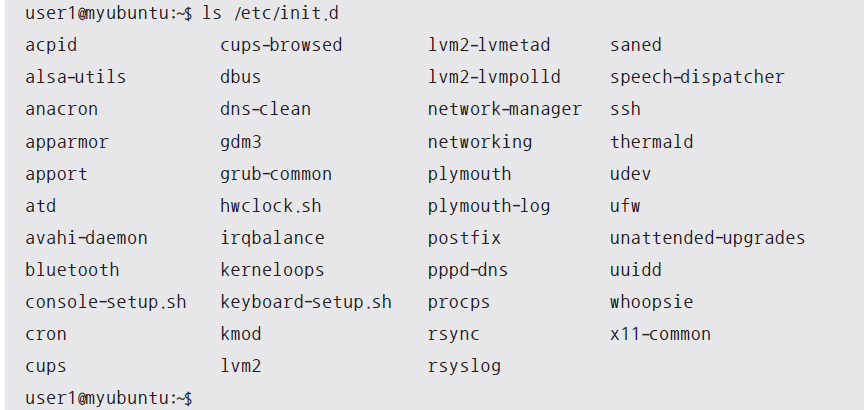 user1@myubuntu:~$ ls /etc/init.d
acpid cups-browsed lvm2-lvmetad saned
alsa-utils dbus lvm2-lvmpolld speech-dispatcher
anacron dns-clean network-manager ssh
apparmor gdm3 networking thermald
apport grub-common plymouth udev
atd hwclock.sh plymouth-log ufw
avahi-daemon irqbalance postfix unattended-upgrades
bluetooth kerneloops pppd-dns uuidd
console-setup.sh keyboard-setup.sh procps whoopsie
cron kmod rsync x11-common
cups lvm2 rsyslog
user1@myubuntu:~$